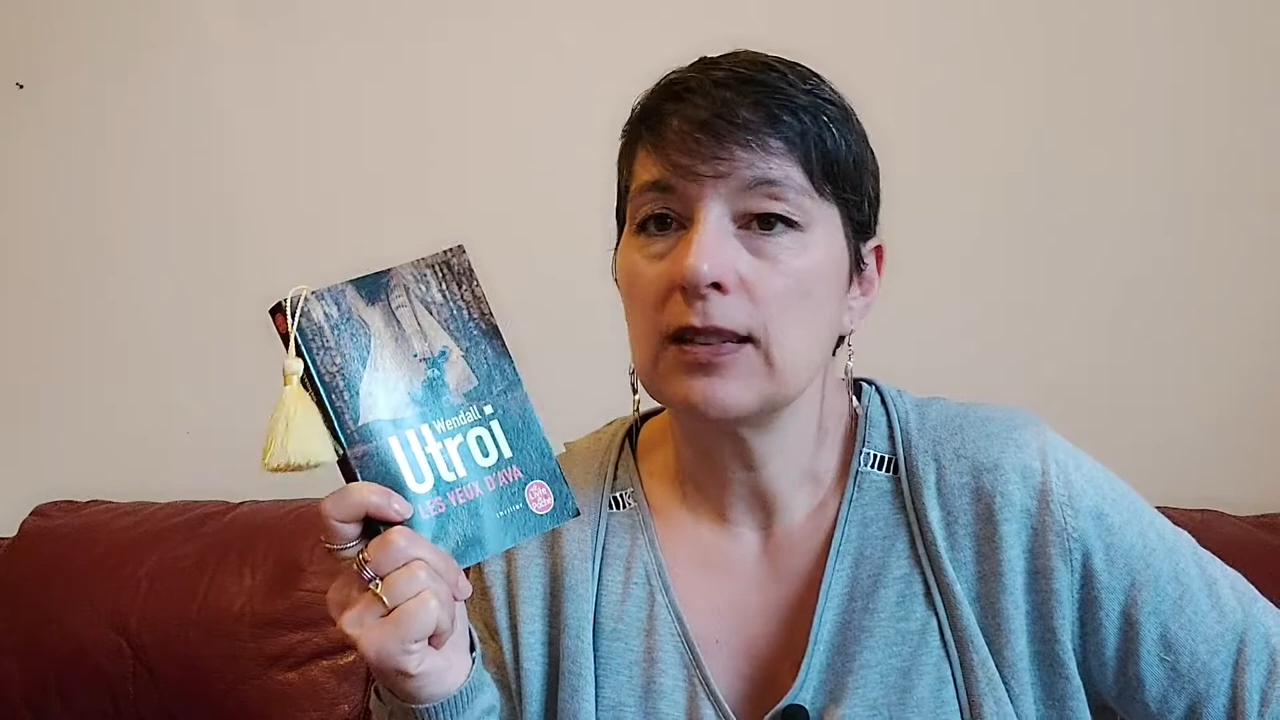 Wendall
Utroi
LES YEUX D'AVA
thriller
Le Livre
de
Poche